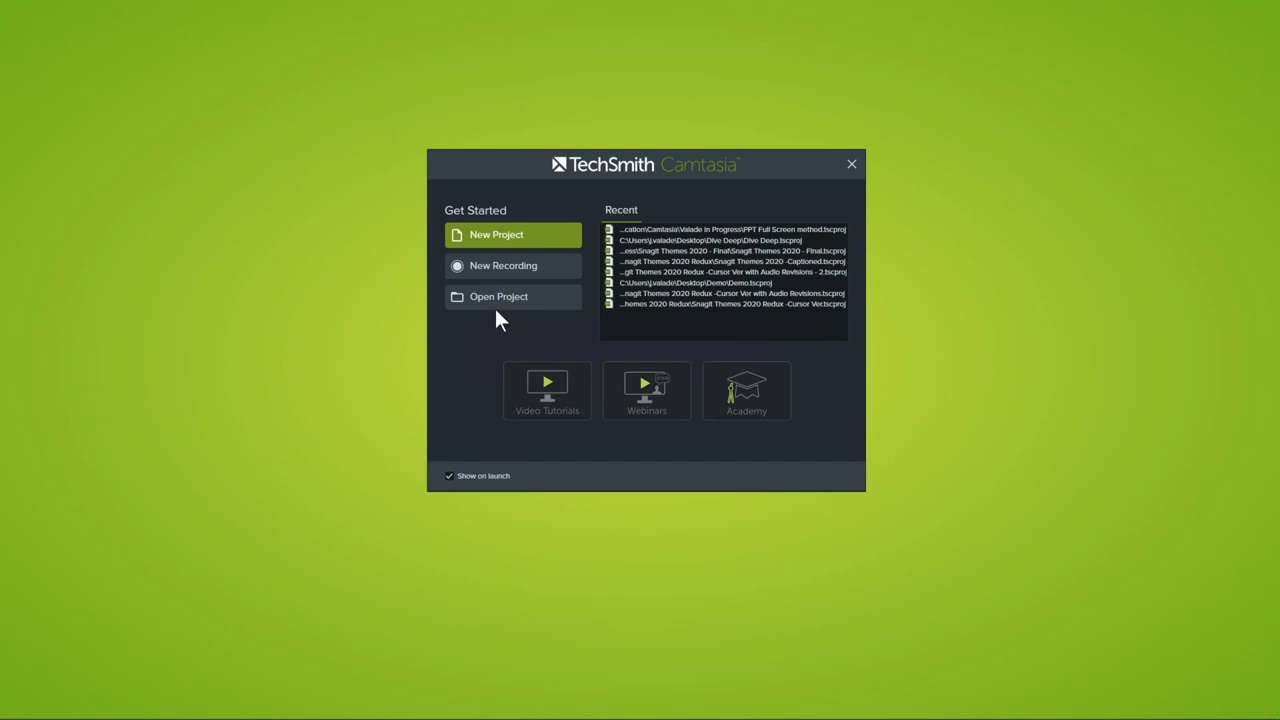 TechSmith Camtasia™
Get Started
New Project
New Recording
Open Project
Recent
...cation\Camtasia\Valade In Progress\PPT Full Screen method.tscproj
C:\Users\j.valade\Desktop\Dive Deep\Dive Deep.tscproj
...ess\SnagIt Themes 2020 - Final\SnagIt Themes 2020 - Final.tscproj
...nagIt Themes 2020 Redux\SnagIt Themes 2020 -Captioned.tscproj
...gIt Themes 2020 Redux -Cursor Ver with Audio Revisions - 2.tscproj
C:\Users\j.valade\Desktop\Demo\Demo.tscproj
...nagIt Themes 2020 Redux -Cursor Ver with Audio Revisions.tscproj
...hemes 2020 Redux\SnagIt Themes 2020 Redux -Cursor Ver.tscproj
Video Tutorials
Webinars
Academy
Show on launch